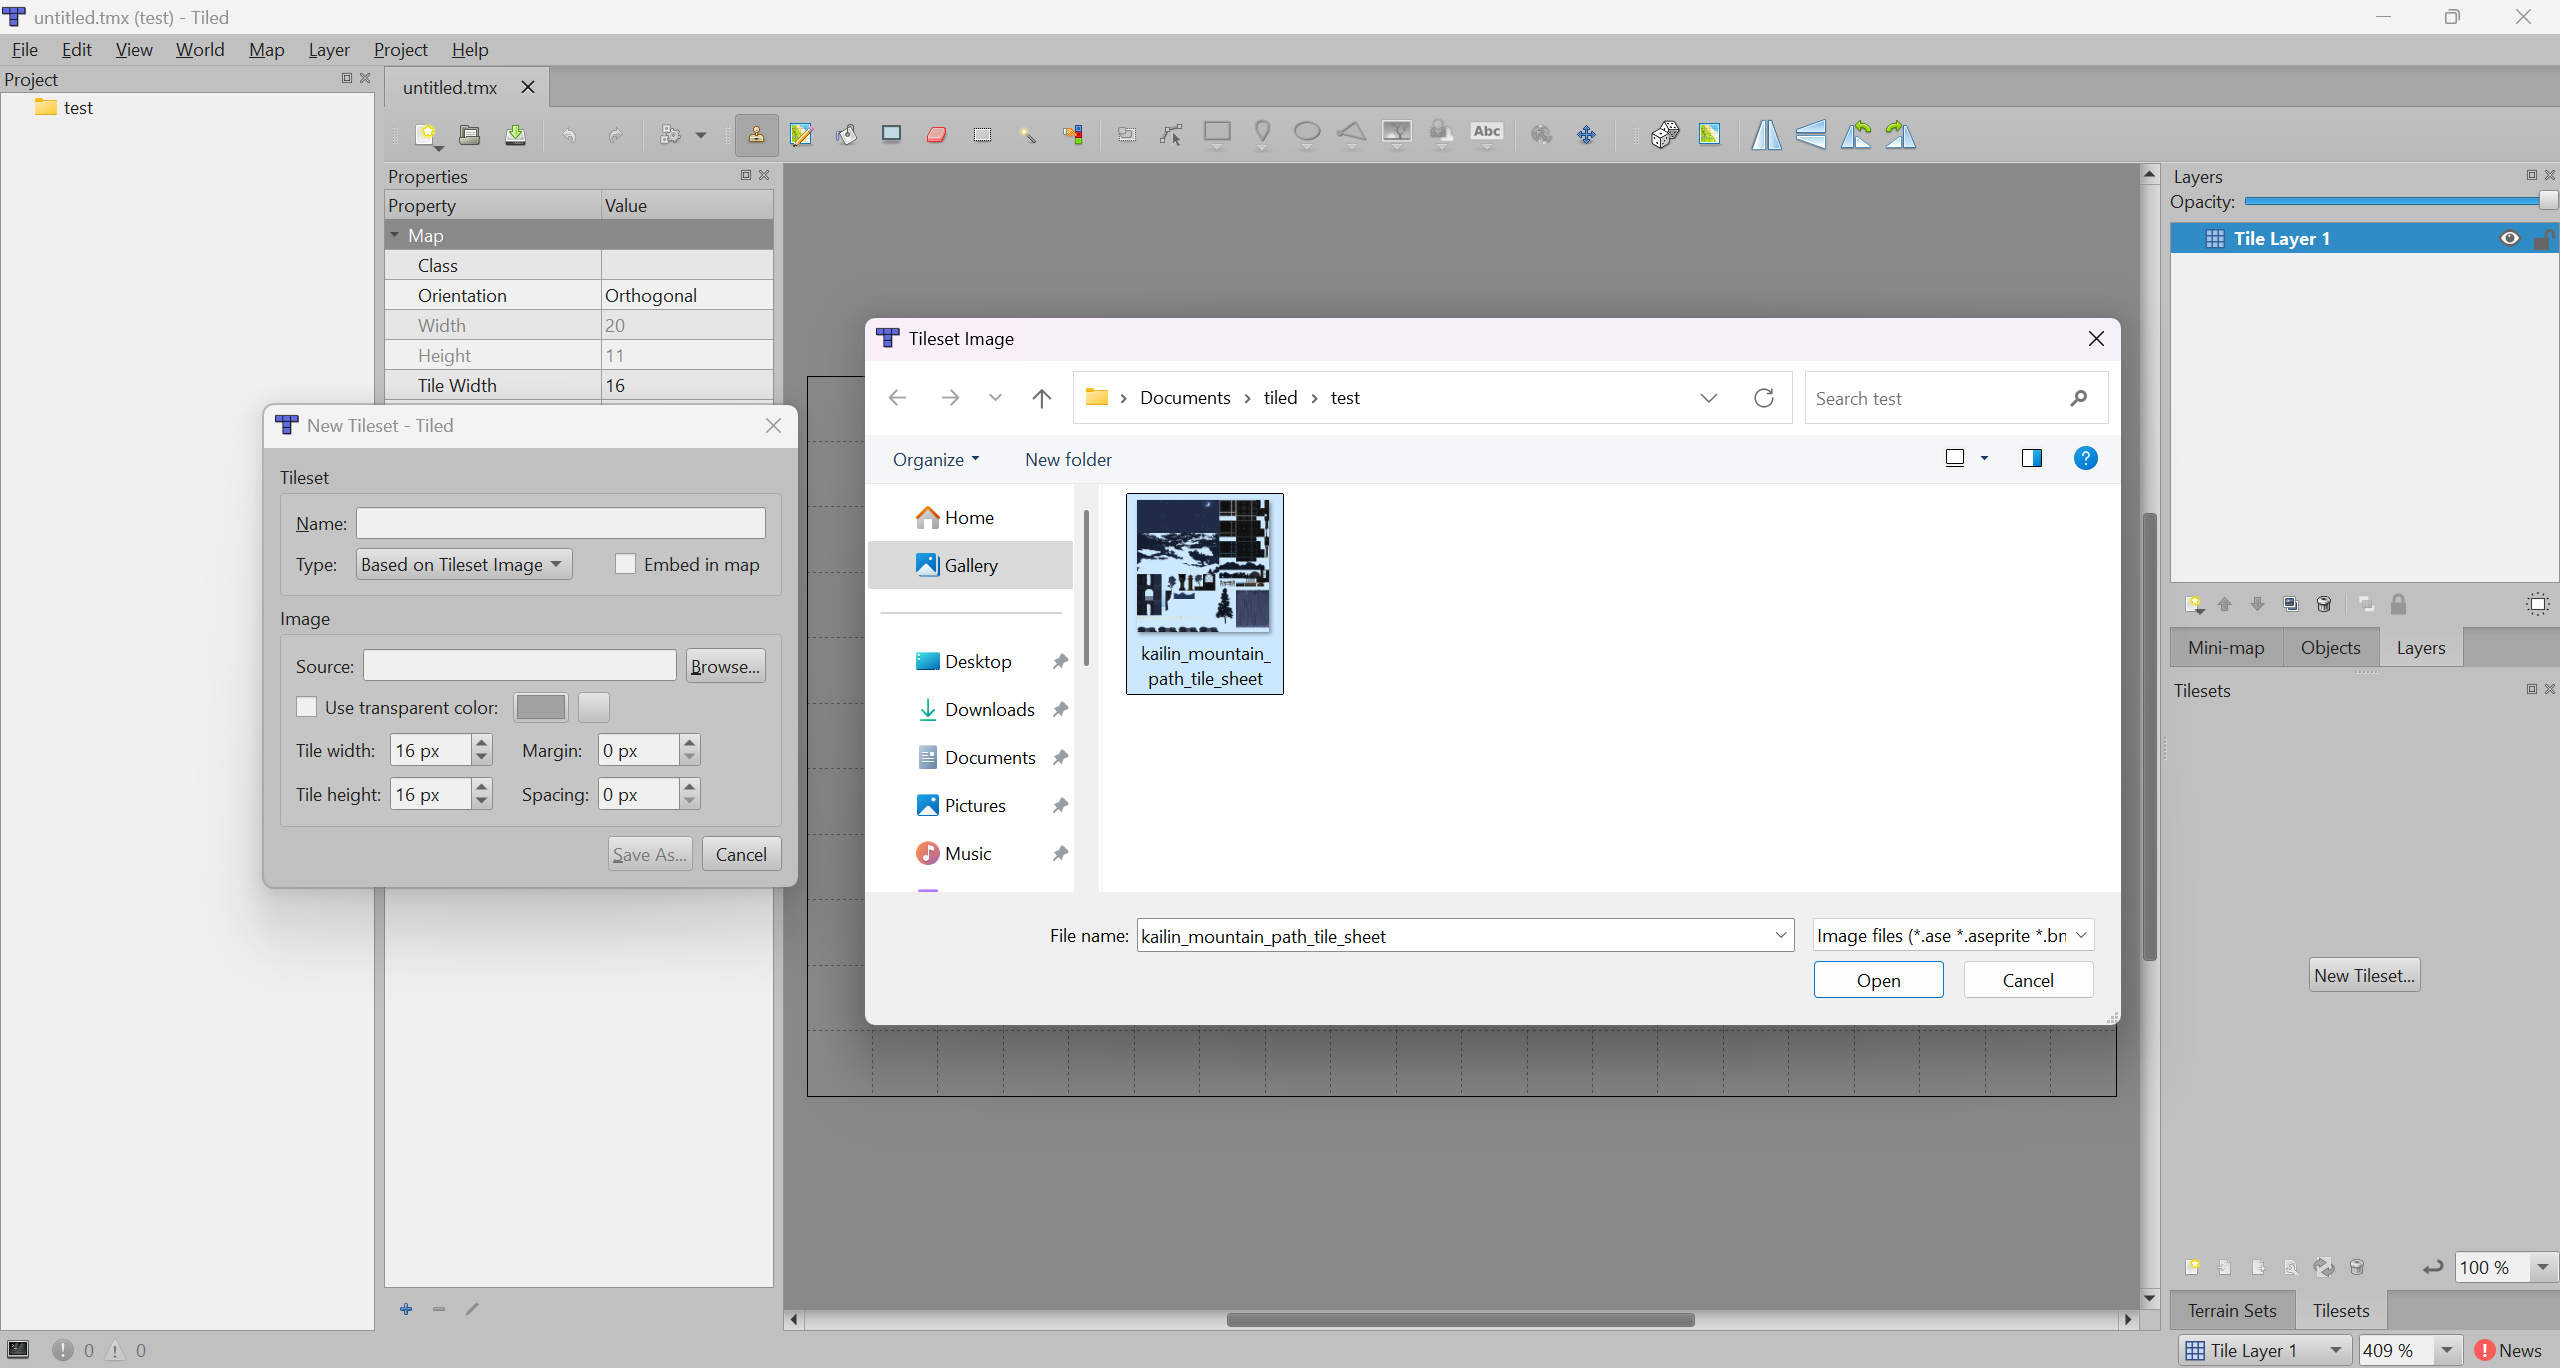 untitled.tmx (test) - Tiled
File Edit View World Map Layer Project Help
Project
test
untitled.tmx
Abc
Properties
Property Value
Map
Class
Orientation Orthogonal
Width 20
Height 11
Tile Width 16
New Tileset - Tiled
Tileset
Name:
Type: Based on Tileset Image Embed in map
Image
Source: Browse...
Use transparent color:
Tile width: 16 px Margin: 0 px
Tile height: 16 px Spacing: 0 px
Save As... Cancel
Tileset Image
Documents tiled test
Search test
Organize New folder
Home
Gallery
Desktop
Downloads
Documents
Pictures
Music
kailin_mountain_
path_tile_sheet
File name: kailin_mountain_path_tile_sheet Image files (*.ase *.aseprite *.br
Open Cancel
Layers
Opacity:
Tile Layer 1
Mini-map Objects Layers
Tilesets
New Tileset...
100 %
Terrain Sets Tilesets
0 0
Tile Layer 1 409 % News